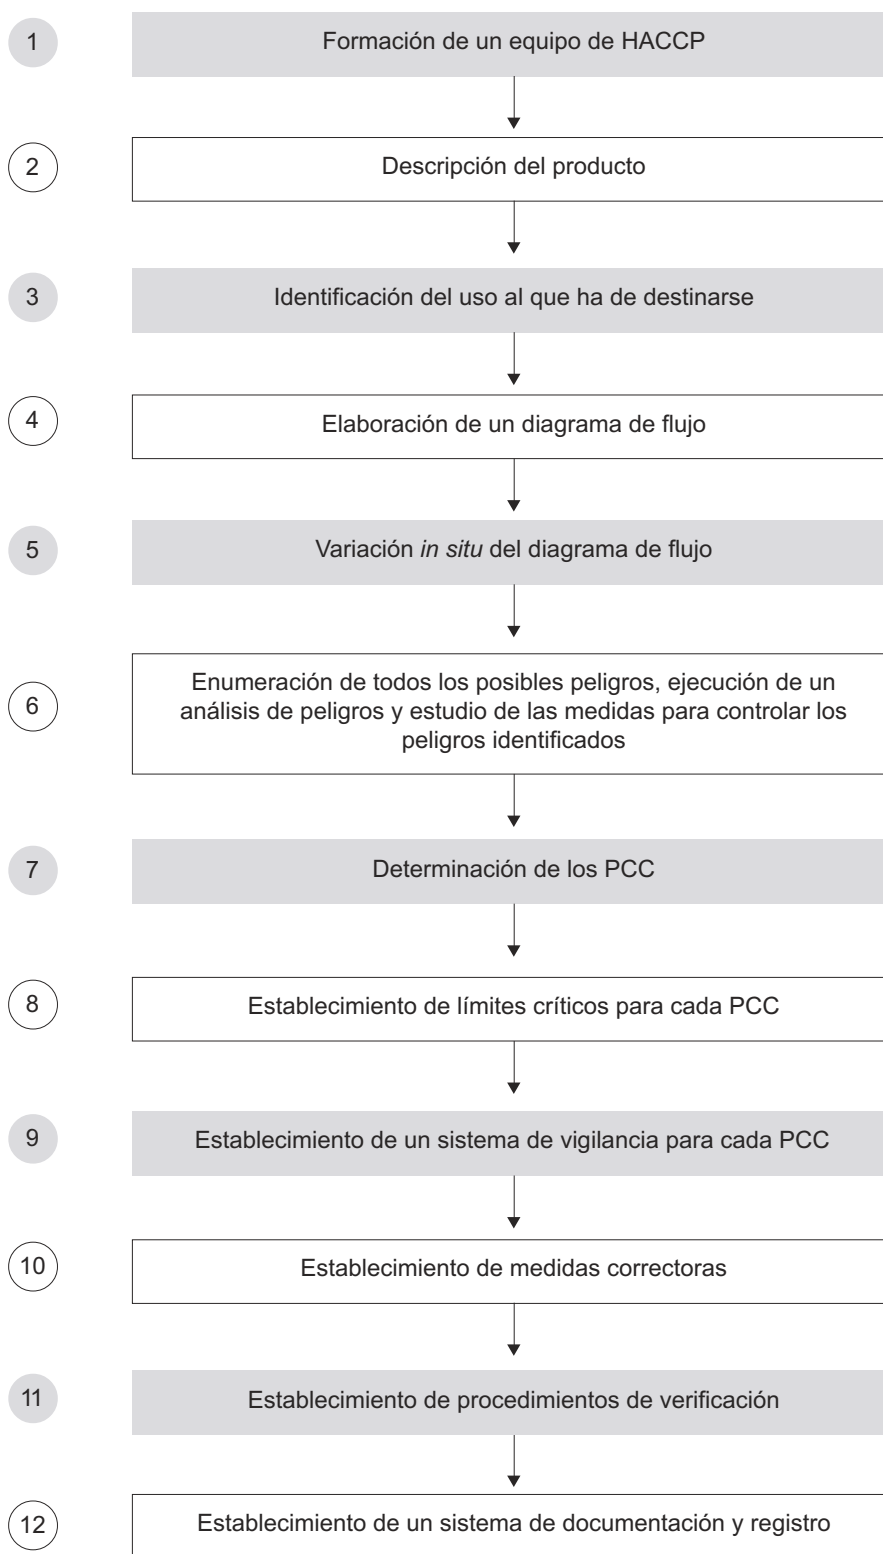 1
Formación de un equipo de HACCP
2
Descripción del producto
3
Identificación del uso al que ha de destinarse
4
Elaboración de un diagrama de flujo
5
Variación in situ del diagrama de flujo
6
Enumeración de todos los posibles peligros, ejecución de un
análisis de peligros y estudio de las medidas para controlar los
peligros identificados
7
Determinación de los PCC
8
Establecimiento de límites críticos para cada PCC
9
Establecimiento de un sistema de vigilancia para cada PCC
10
Establecimiento de medidas correctoras
11
Establecimiento de procedimientos de verificación
12
Establecimiento de un sistema de documentación y registro